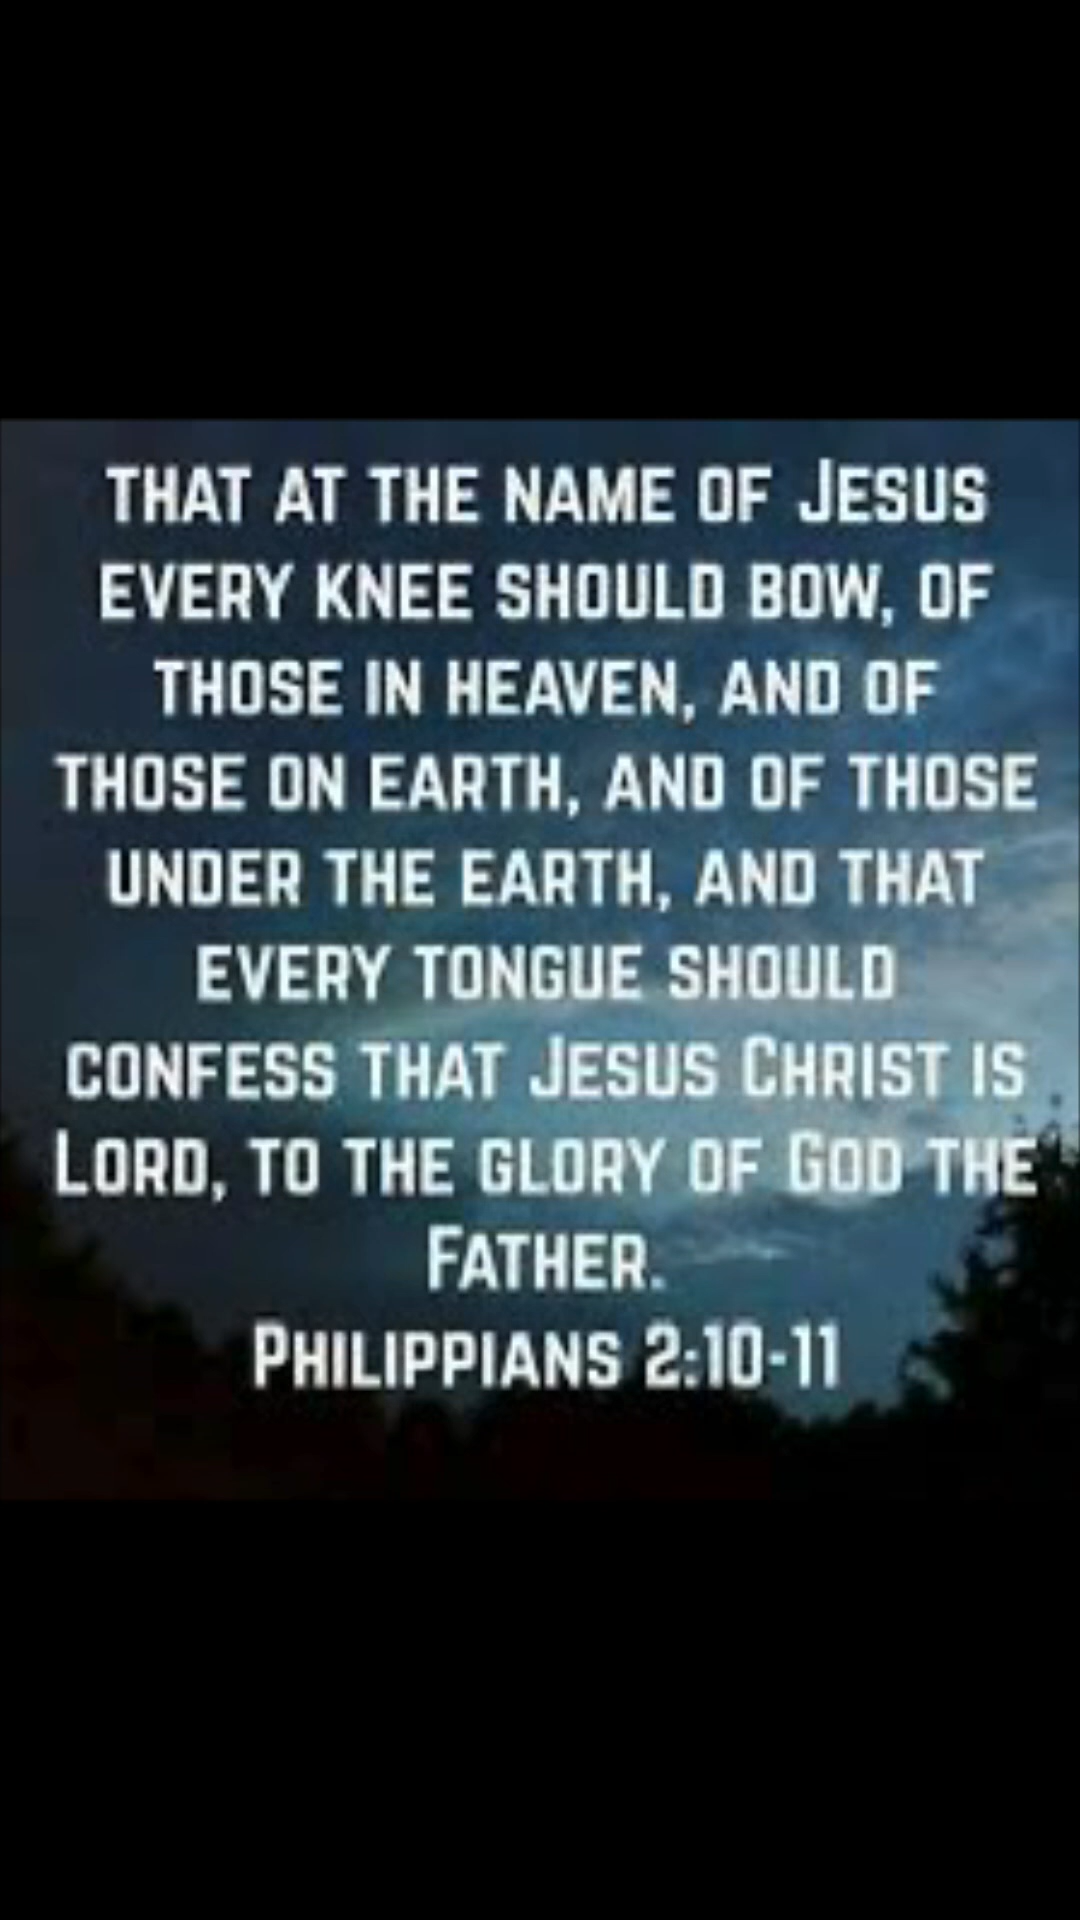 THAT AT THE NAME OF JESUS
EVERY KNEE SHOULD BOW, OF
THOSE IN HEAVEN, AND OF
THOSE ON EARTH, AND OF THOSE
UNDER THE EARTH, AND THAT
EVERY TONGUE SHOULD
CONFESS THAT JESUS CHRIST IS
LORD, TO THE GLORY OF GOD THE
FATHER.
PHILIPPIANS 2:10-11